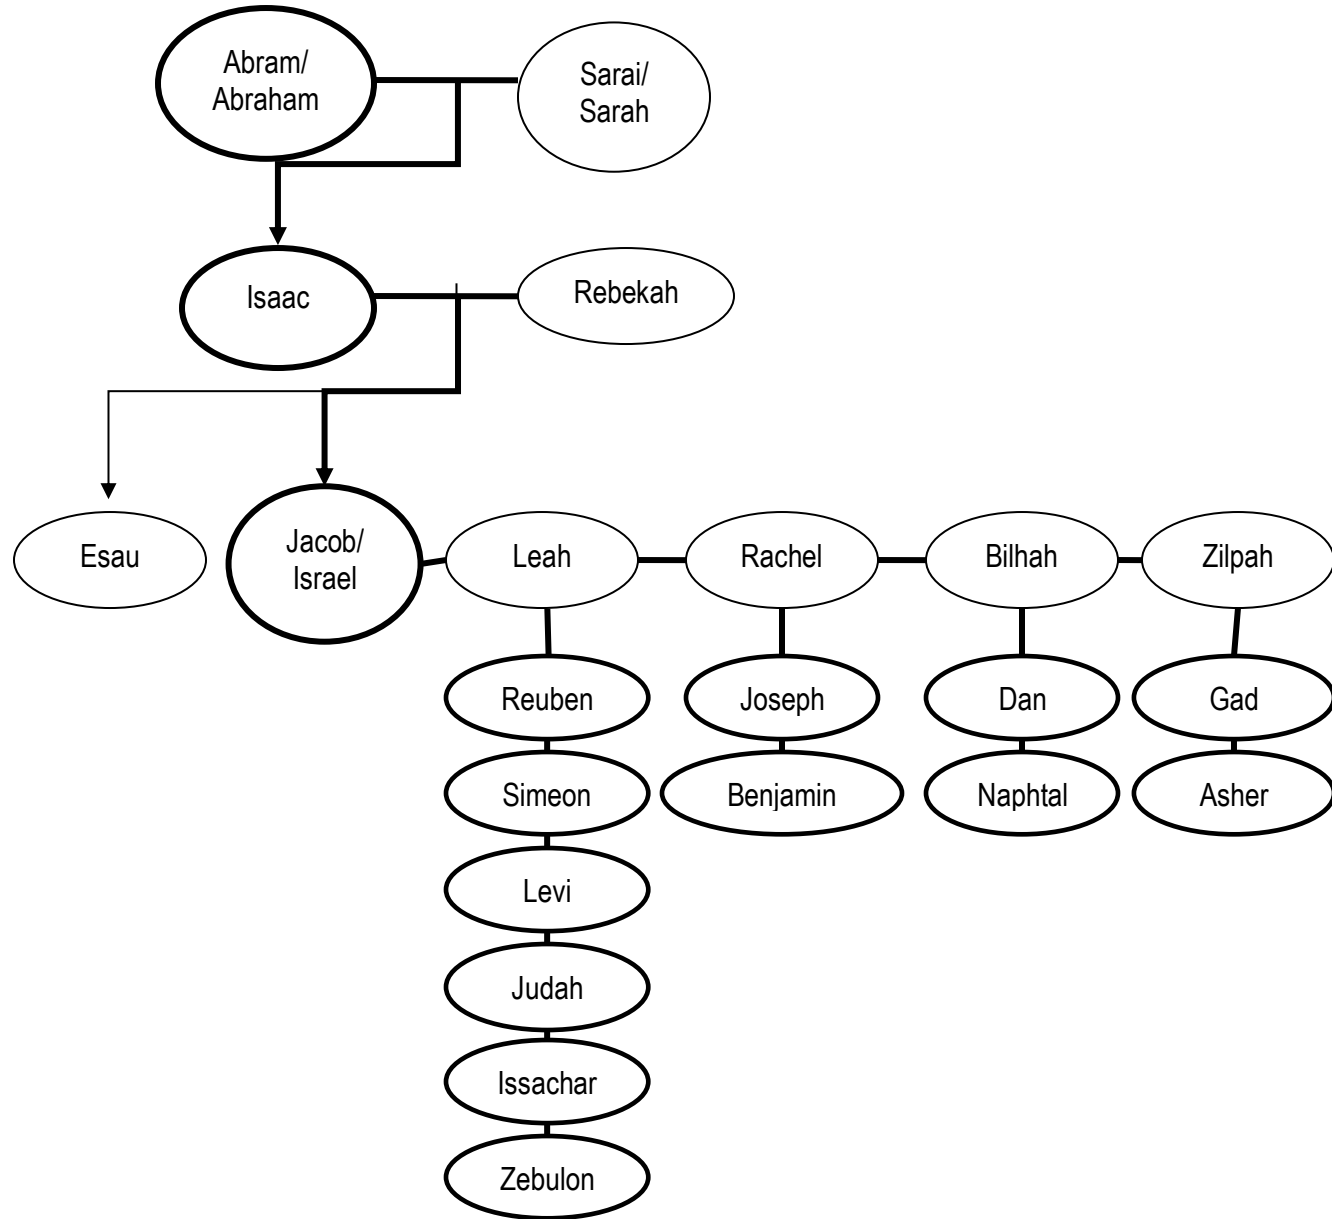 Abram/
Abraham
Sarai/
Sarah
Isaac
Rebekah
Esau
Jacob/
Israel
Leah
Rachel
Bilhah
Zilpah
Reuben
Joseph
Dan
Gad
Simeon
Benjamin
Naphtal
Asher
Levi
Judah
Issachar
Zebulon